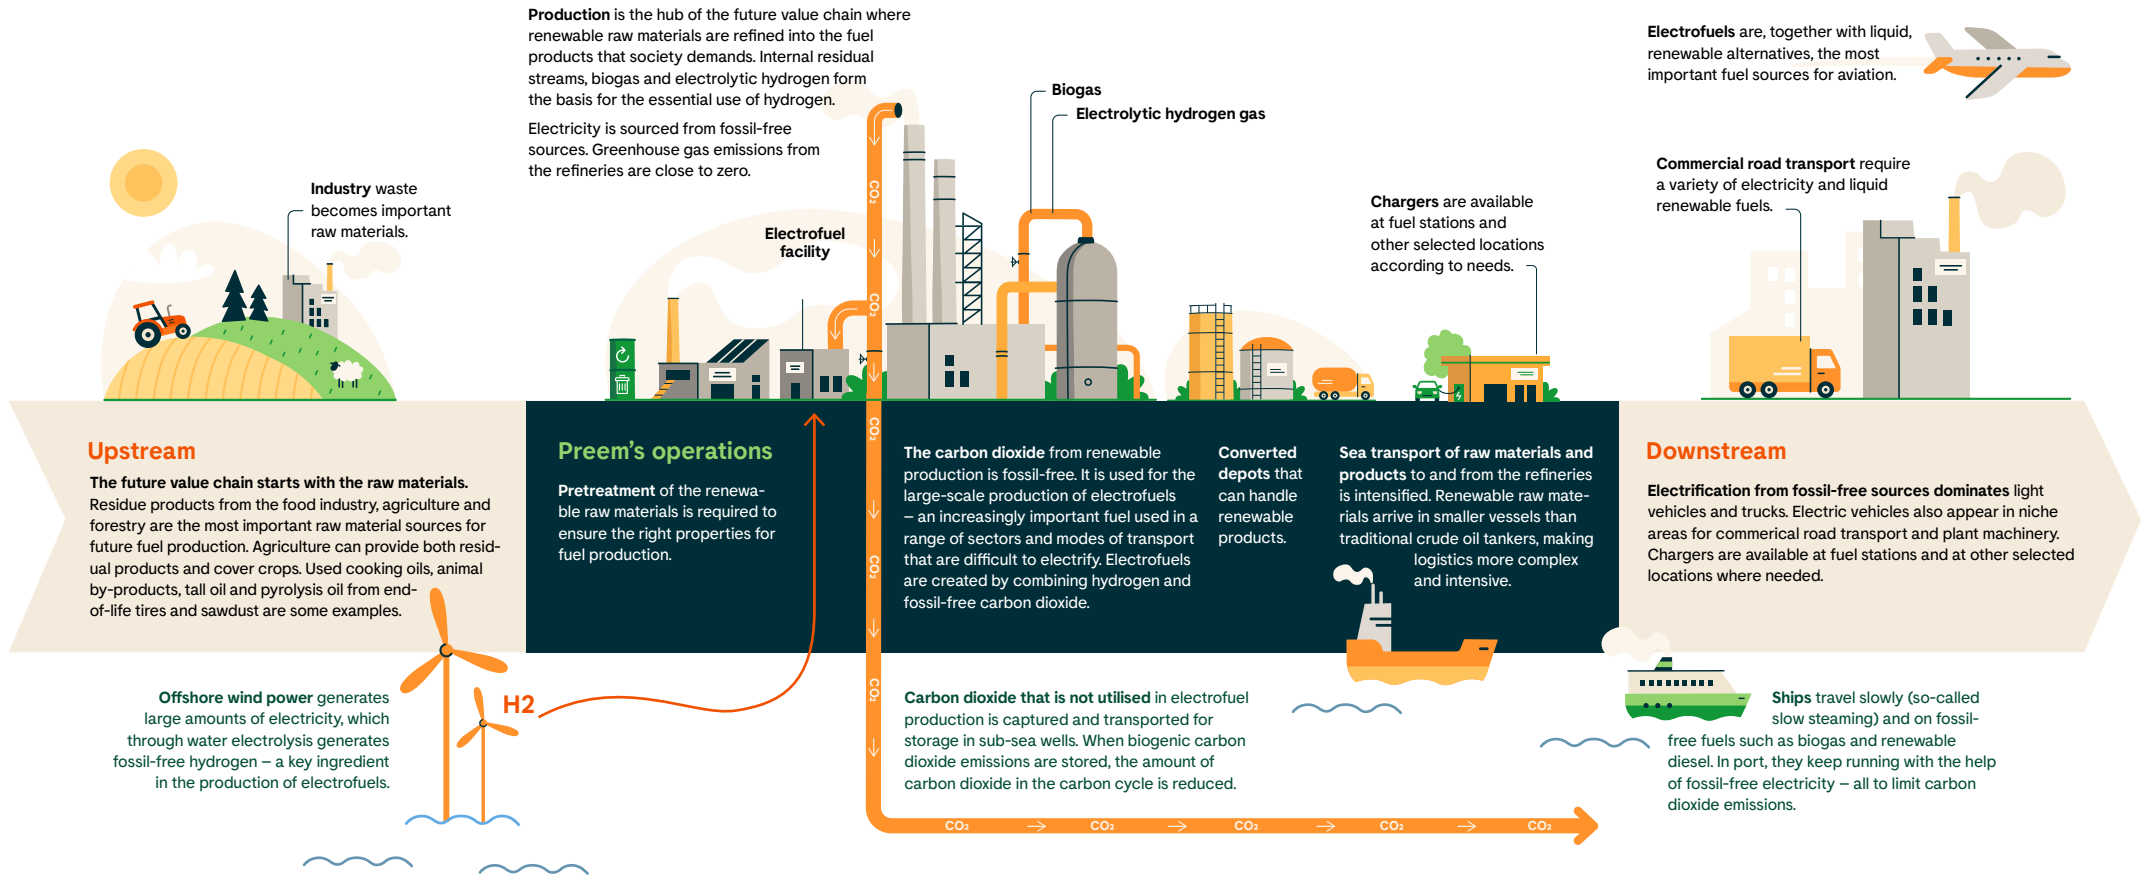 Production is the hub of the future value chain where
renewable raw materials are refined into the fuel
products that society demands. Internal residual
streams, biogas and electrolytic hydrogen form
the basis for the essential use of hydrogen.
Electricity is sourced from fossil-free
sources. Greenhouse gas emissions from
the refineries are close to zero.
Industry waste
becomes important
raw materials.
Electrofuel
facility
Biogas
Electrolytic hydrogen gas
Chargers are available
at fuel stations and
other selected locations
according to needs.
Electrofuels are, together with liquid,
renewable alternatives, the most
important fuel sources for aviation.
Commercial road transport require
a variety of electricity and liquid
renewable fuels.
CO₂
CO₂
CO₂
CO₂
CO₂
Upstream
The future value chain starts with the raw materials.
Residue products from the food industry, agriculture and
forestry are the most important raw material sources for
future fuel production. Agriculture can provide both resid-
ual products and cover crops. Used cooking oils, animal
by-products, tall oil and pyrolysis oil from end-
of-life tires and sawdust are some examples.
Preem's operations
Pretreatment of the renewa-
ble raw materials is required to
ensure the right properties for
fuel production.
The carbon dioxide from renewable
production is fossil-free. It is used for the
large-scale production of electrofuels
– an increasingly important fuel used in a
range of sectors and modes of transport
that are difficult to electrify. Electrofuels
are created by combining hydrogen and
fossil-free carbon dioxide.
Converted
depots that
can handle
renewable
products.
Sea transport of raw materials and
products to and from the refineries
is intensified. Renewable raw mate-
rials arrive in smaller vessels than
traditional crude oil tankers, making
logistics more complex
and intensive.
Downstream
Electrification from fossil-free sources dominates light
vehicles and trucks. Electric vehicles also appear in niche
areas for commerical road transport and plant machinery.
Chargers are available at fuel stations and at other selected
locations where needed.
Offshore wind power generates
large amounts of electricity, which
through water electrolysis generates
fossil-free hydrogen – a key ingredient
in the production of electrofuels.
H2
Carbon dioxide that is not utilised in electrofuel
production is captured and transported for
storage in sub-sea wells. When biogenic carbon
dioxide emissions are stored, the amount of
carbon dioxide in the carbon cycle is reduced.
Ships travel slowly (so-called
slow steaming) and on fossil-
free fuels such as biogas and renewable
diesel. In port, they keep running with the help
of fossil-free electricity – all to limit carbon
dioxide emissions.
CO₂ CO₂ CO₂ CO₂ CO₂